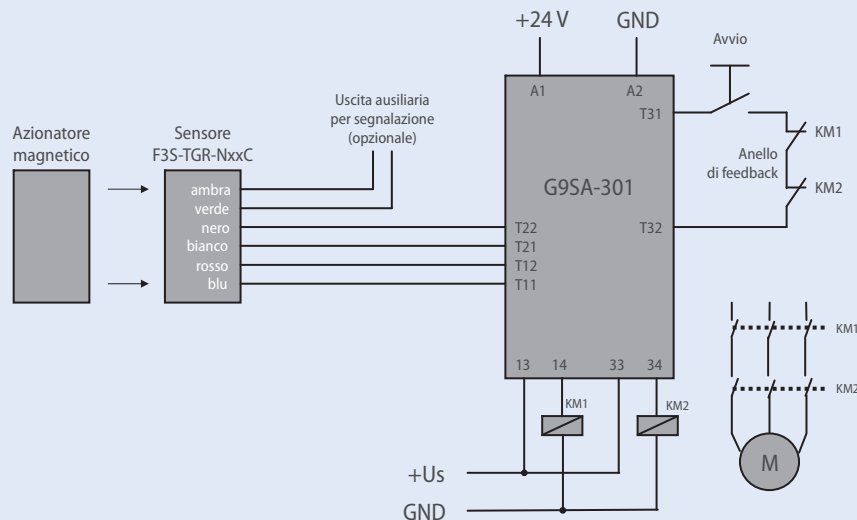 +24 V
GND
Avvio
A1
A2
T31
Uscita ausiliaria
per segnalazione
(opzionale)
Azionatore
magnetico
Sensore
F3S-TGR-NxxC
KM1
Anello
di feedback
KM2
G9SA-301
ambra
verde
nero
bianco
rosso
blu
T22
T21
T12
T11
T32
13
14
33
34
KM1
KM2
KM1
KM2
M
+Us
GND